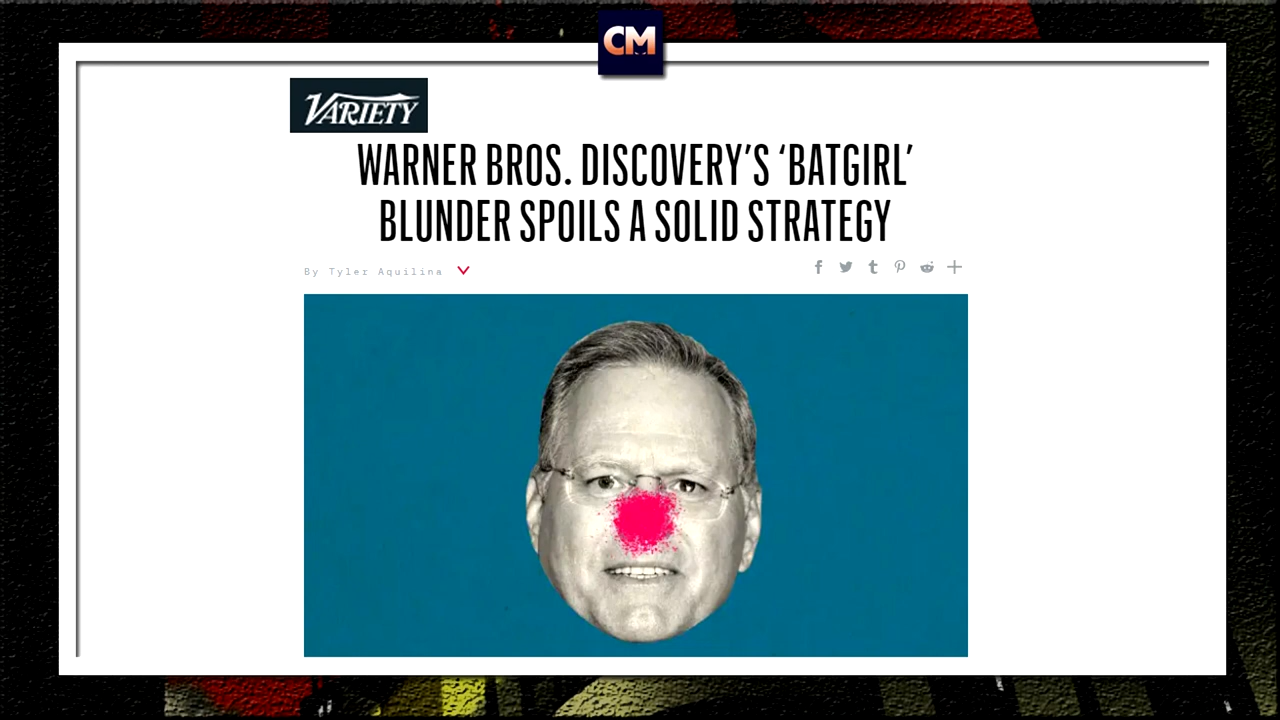 CM
VARIETY
WARNER BROS. DISCOVERY'S ‘BATGIRL’
BLUNDER SPOILS A SOLID STRATEGY
By Tyler Aquilina